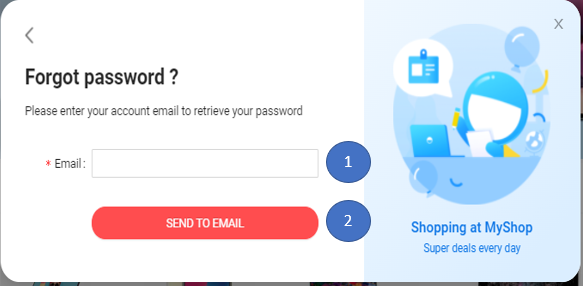 X
Forgot password ?
Please enter your account email to retrieve your password
* Email :
1
SEND TO EMAIL
2
Shopping at MyShop
Super deals every day